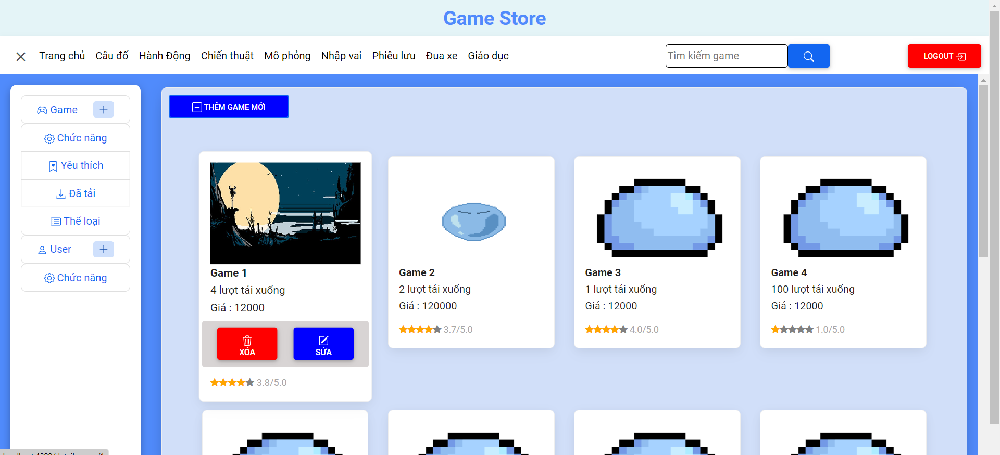 Game Store
Trang chủ Câu đố Hành Động Chiến thuật Mô phỏng Nhập vai Phiêu lưu Đua xe Giáo dục
Tìm kiếm game
LOGOUT
Game
Chức năng
Yêu thích
Đã tải
Thể loại
User
Chức năng
THÊM GAME MỚI
Game 1
4 lượt tải xuống
Giá : 12000
XÓA
SỬA
3.8/5.0
Game 2
2 lượt tải xuống
Giá : 120000
3.7/5.0
Game 3
1 lượt tải xuống
Giá : 12000
4.0/5.0
Game 4
100 lượt tải xuống
Giá : 12000
1.0/5.0